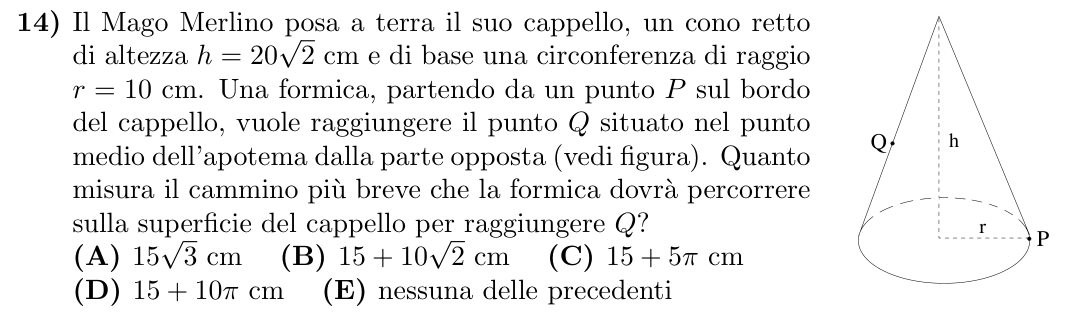 14) Il Mago Merlino posa a terra il suo cappello, un cono retto
di altezza h = 20√2 cm e di base una circonferenza di raggio
r = 10 cm. Una formica, partendo da un punto P sul bordo
del cappello, vuole raggiungere il punto Q situato nel punto
medio dell'apotema dalla parte opposta (vedi figura). Quanto
misura il cammino più breve che la formica dovrà percorrere
sulla superficie del cappello per raggiungere Q?
(A) 15√3 cm (B) 15 + 10√2 cm (C) 15 + 5π cm
(D) 15 + 10π cm (E) nessuna delle precedenti
Q
h
r
P